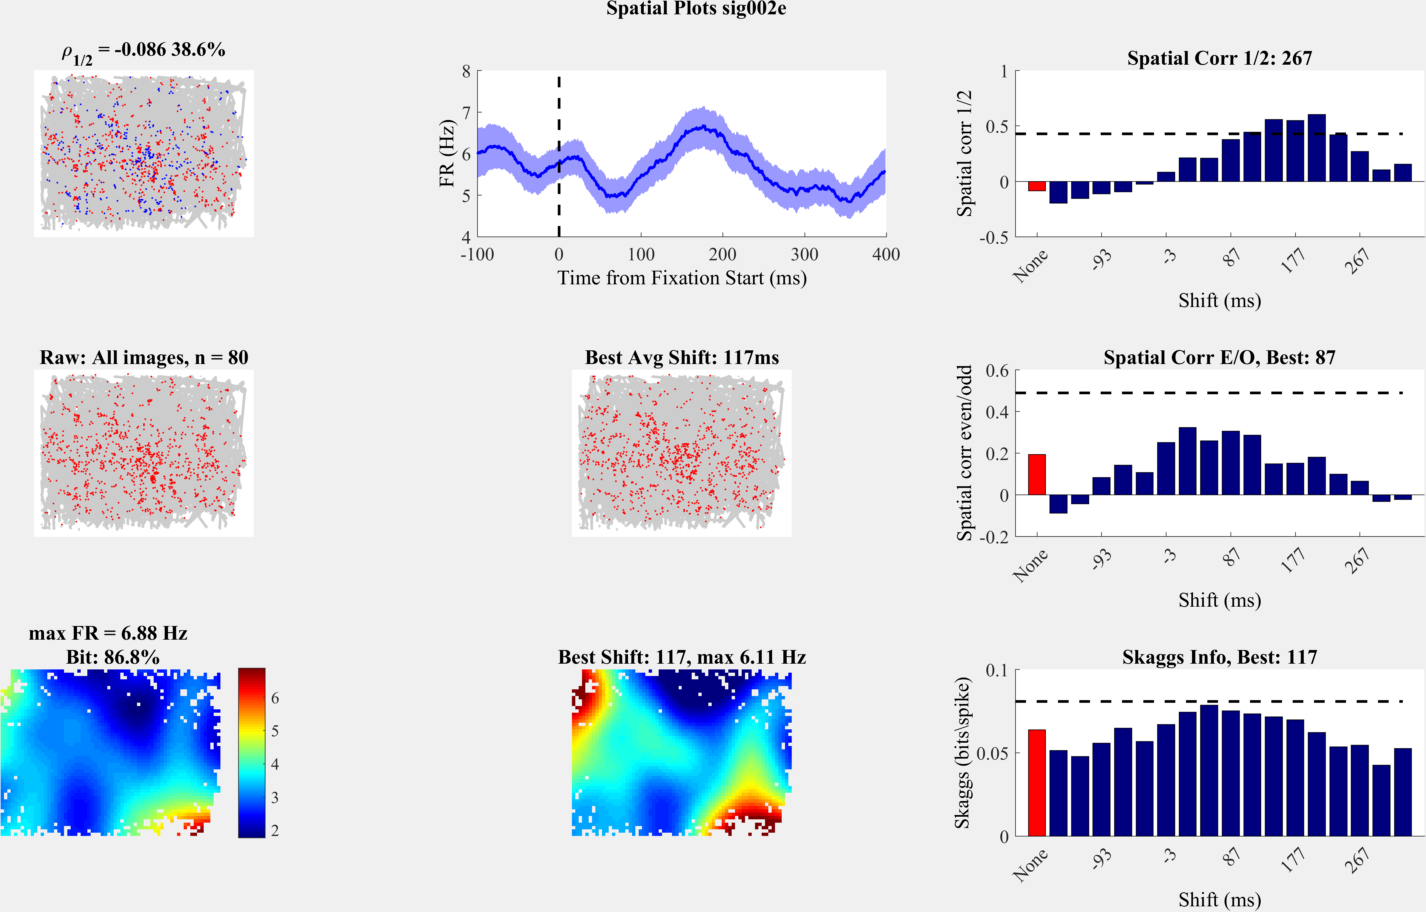 Spatial Plots sig002e
ρ1/2 = -0.086 38.6%
8
7
6
5
4
FR (Hz)
-100
0
100
200
300
400
Time from Fixation Start (ms)
Spatial Corr 1/2: 267
1
0.5
0
-0.5
Spatial corr 1/2
None
-93
-3
87
177
267
Shift (ms)
Raw: All images, n = 80
Best Avg Shift: 117ms
Spatial Corr E/O, Best: 87
0.6
0.4
0.2
0
-0.2
Spatial corr even/odd
None
-93
-3
87
177
267
Shift (ms)
max FR = 6.88 Hz
Bit: 86.8%
6
5
4
3
2
Best Shift: 117, max 6.11 Hz
Skaggs Info, Best: 117
0.1
0.05
0
Skaggs (bits\spike)
None
-93
-3
87
177
267
Shift (ms)